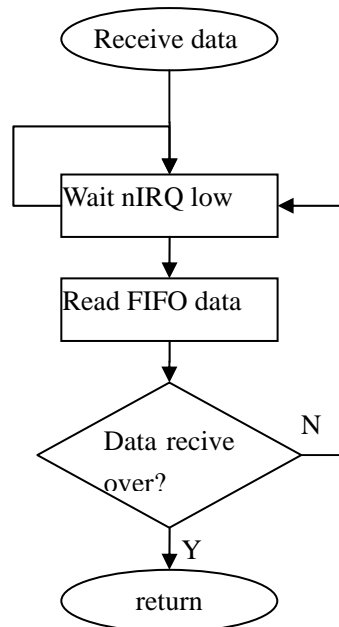 Receive data
Wait nIRQ low
Read FIFO data
Data recive
over?
N
Y
return